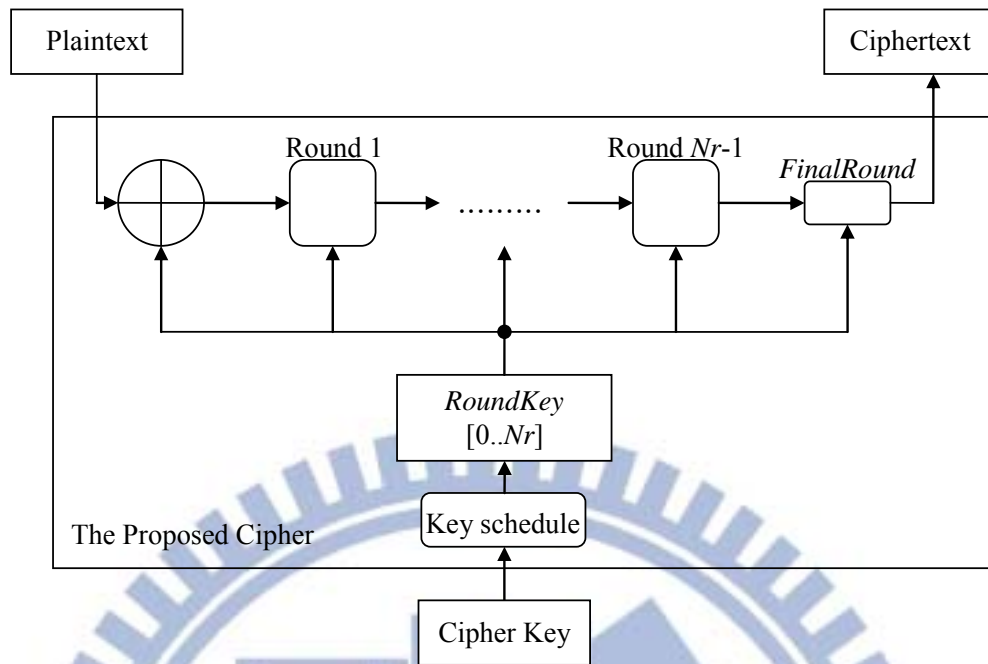 Plaintext
Ciphertext
Round 1
Round Nr-1
FinalRound
.........
RoundKey
[0..Nr]
Key schedule
The Proposed Cipher
Cipher Key